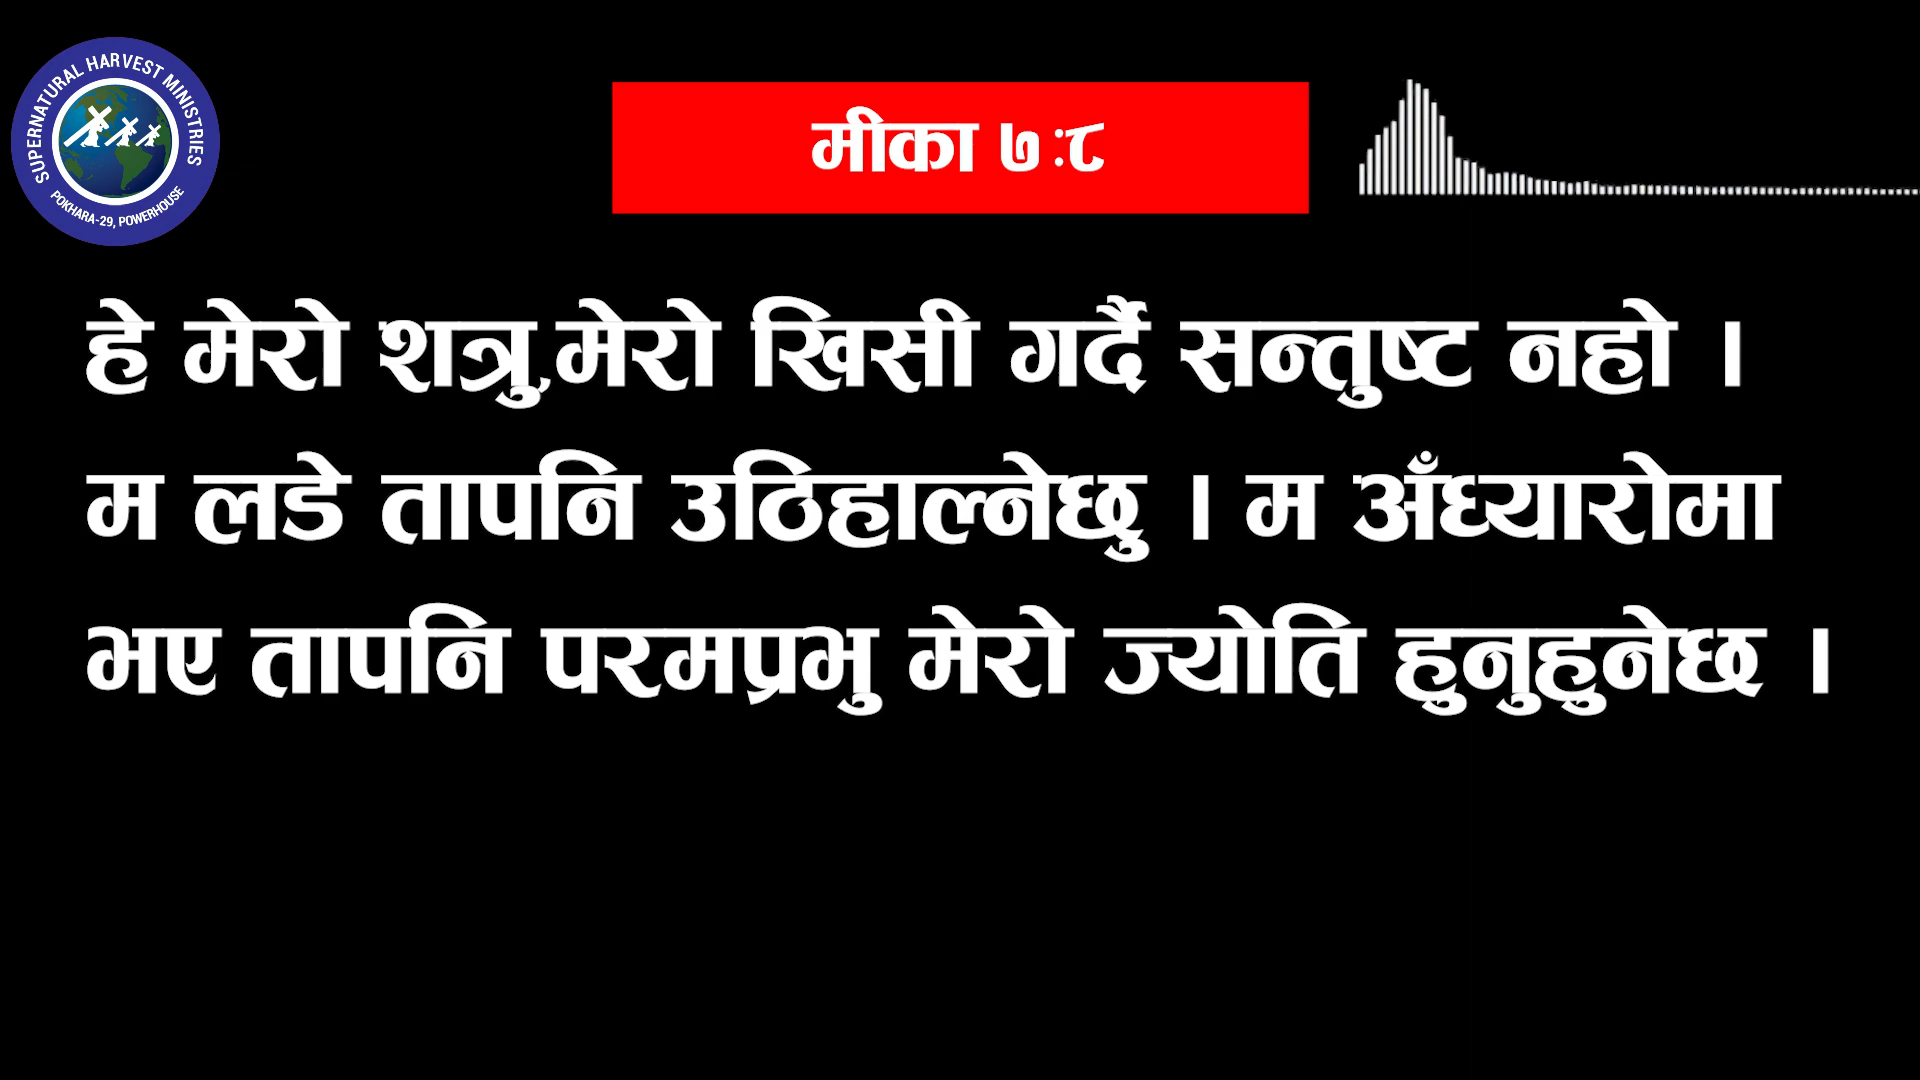 SUPERNATURAL HARVEST MINISTRIES
POKHARA-29, POWERHOUSE
मीका ७:८
हे मेरो शत्रु,मेरो खिसी गर्दै सन्तुष्ट नहो ।
म लडे तापनि उठिहाल्नेछु । म अँध्यारोमा
भए तापनि परमप्रभु मेरो ज्योति हुनुहुनेछ ।